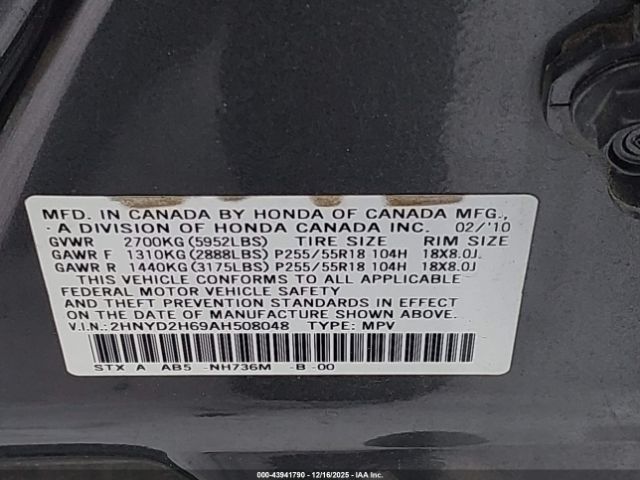 MFD. IN CANADA BY HONDA OF CANADA MFG.,
A DIVISION OF HONDA CANADA INC. 02/'10
GVWR 2700KG (5952LBS) TIRE SIZE RIM SIZE
GAWR F 1310KG (2888LBS) P255/55R18 104H 18X8.0J
GAWR R 1440KG (3175LBS) P255/55R18 104H 18X8.0J
THIS VEHICLE CONFORMS TO ALL APPLICABLE
FEDERAL MOTOR VEHICLE SAFETY
AND THEFT PREVENTION STANDARDS IN EFFECT
ON THE DATE OF MANUFACTURE SHOWN ABOVE.
V.I.N.: 2HNYD2H69AH508048 TYPE: MPV
STX A AB5 -NH736M -B -00
000-43941790 - 12/16/2025 - IAA Inc.